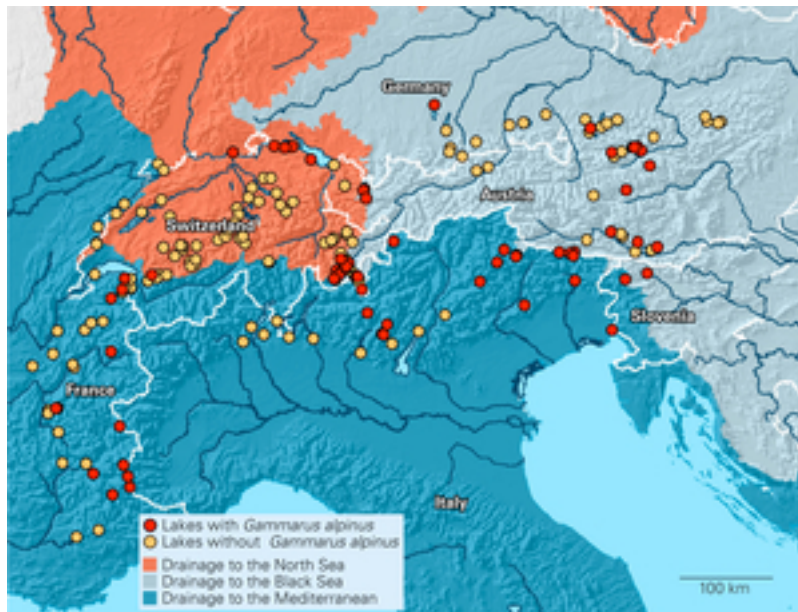 Germany
Austria
Switzerland
Slovenia
France
Italy
Lakes with Gammarus alpinus
Lakes without Gammarus alpinus
Drainage to the North Sea
Drainage to the Black Sea
Drainage to the Mediterranean
100 km